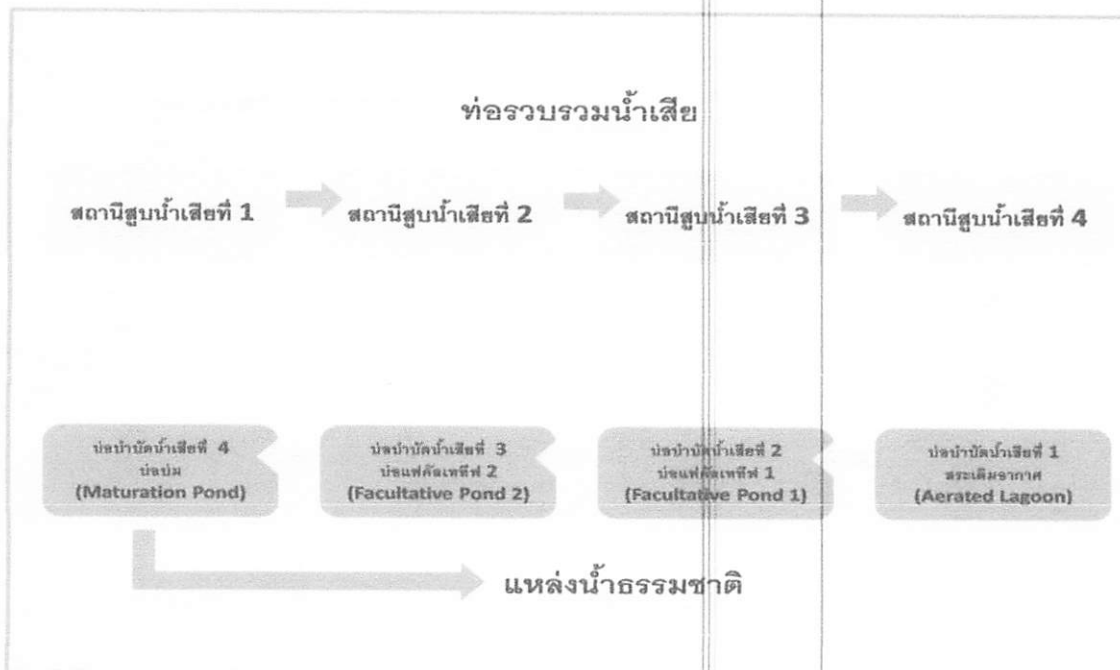 ท่อรวบรวมน้ำเสีย
สถานีสูบน้ำเสียที่ 1
สถานีสูบน้ำเสียที่ 2
สถานีสูบน้ำเสียที่ 3
สถานีสูบน้ำเสียที่ 4
บ่อบำบัดน้ำเสียที่ 4
บ่อบ่ม
(Maturation Pond)
บ่อบำบัดน้ำเสียที่ 3
บ่อแฟคัลเททีฟ 2
(Facultative Pond 2)
บ่อบำบัดน้ำเสียที่ 2
บ่อแฟคัลเททีฟ 1
(Facultative Pond 1)
บ่อบำบัดน้ำเสียที่ 1
สระเติมอากาศ
(Aerated Lagoon)
แหล่งน้ำธรรมชาติ